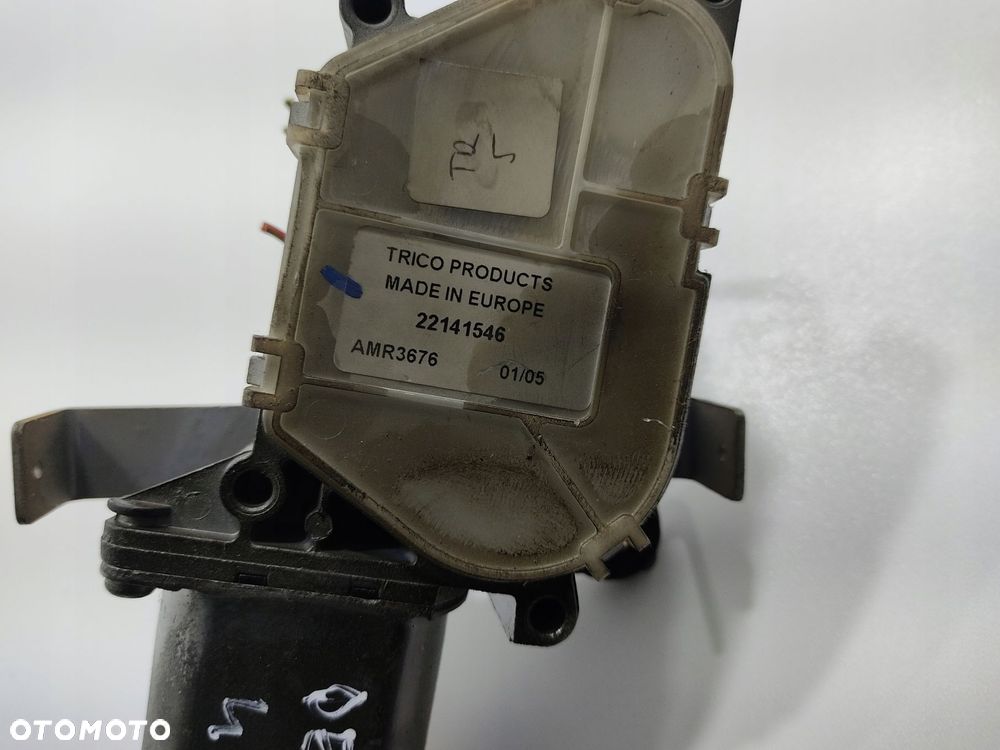 TRICO PRODUCTS
MADE IN EUROPE
22141546
AMR3676 01/05
OTOMOTO